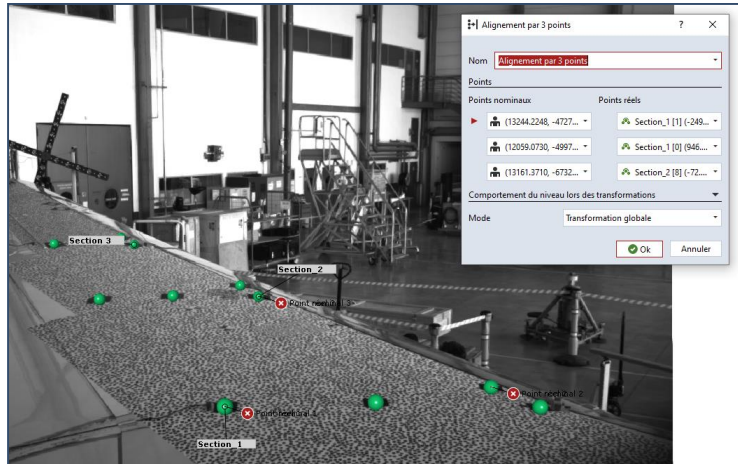 Alignement par 3 points
?
Nom
Alignement par 3 points
Points
Points nominaux
Points réels
(13244.2248, -4727...
Section_1 [1] (-249...
(12059.0730, -4997...
Section_1 [0] (946....
(13161.3710, -6732...
Section_2 [8] (-72....
Comportement du niveau lors des transformations
Mode
Transformation globale
Ok
Annuler
Section 3
Section_2
Point nominal 3
Point nominal 2
Point nominal 1
Section_1